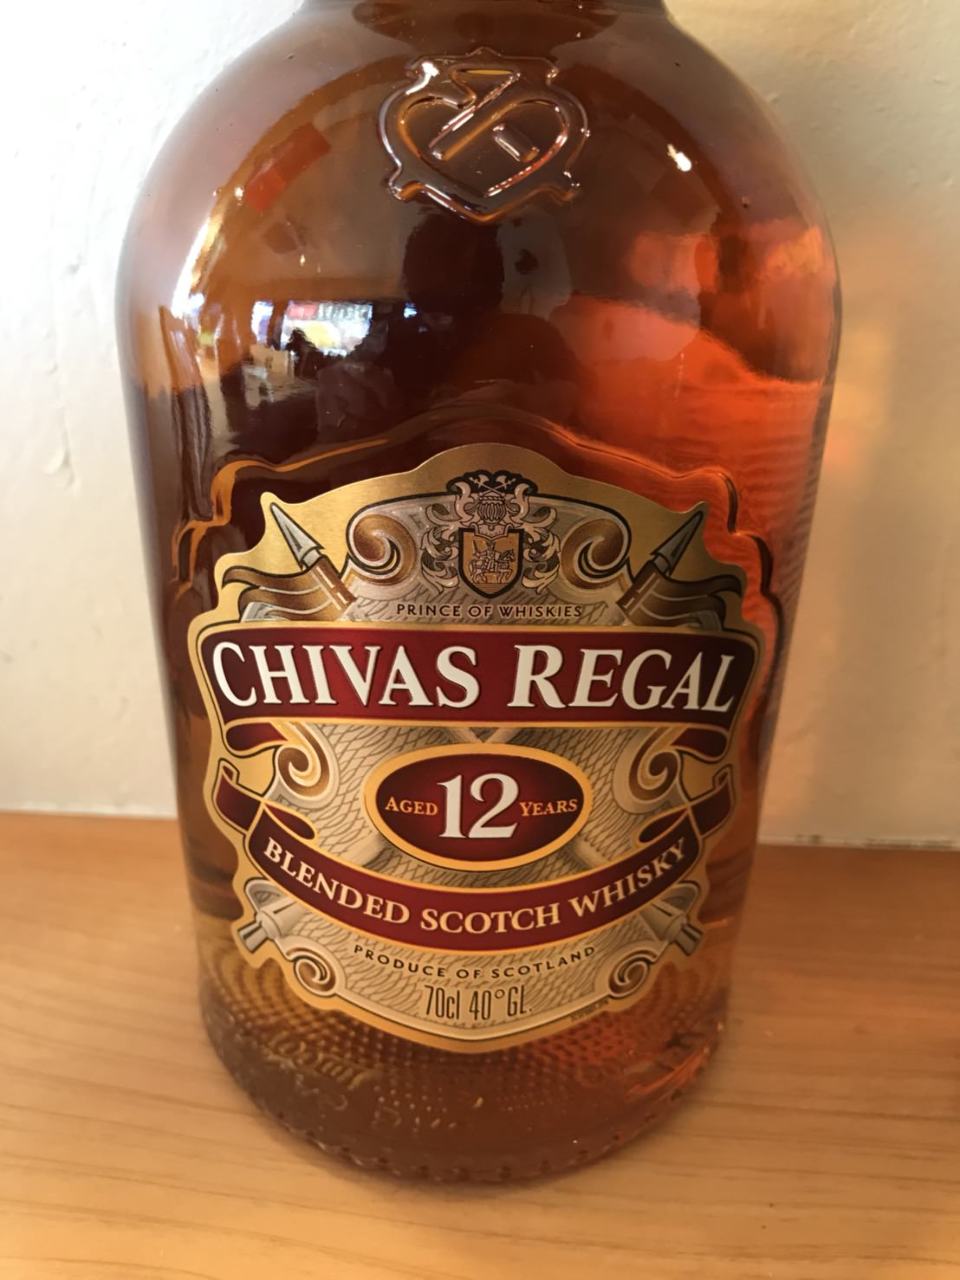 PRINCE OF WHISKIES
CHIVAS REGAL
AGED 12 YEARS
BLENDED SCOTCH WHISKY
PRODUCE OF SCOTLAND
70cl 40°GL.